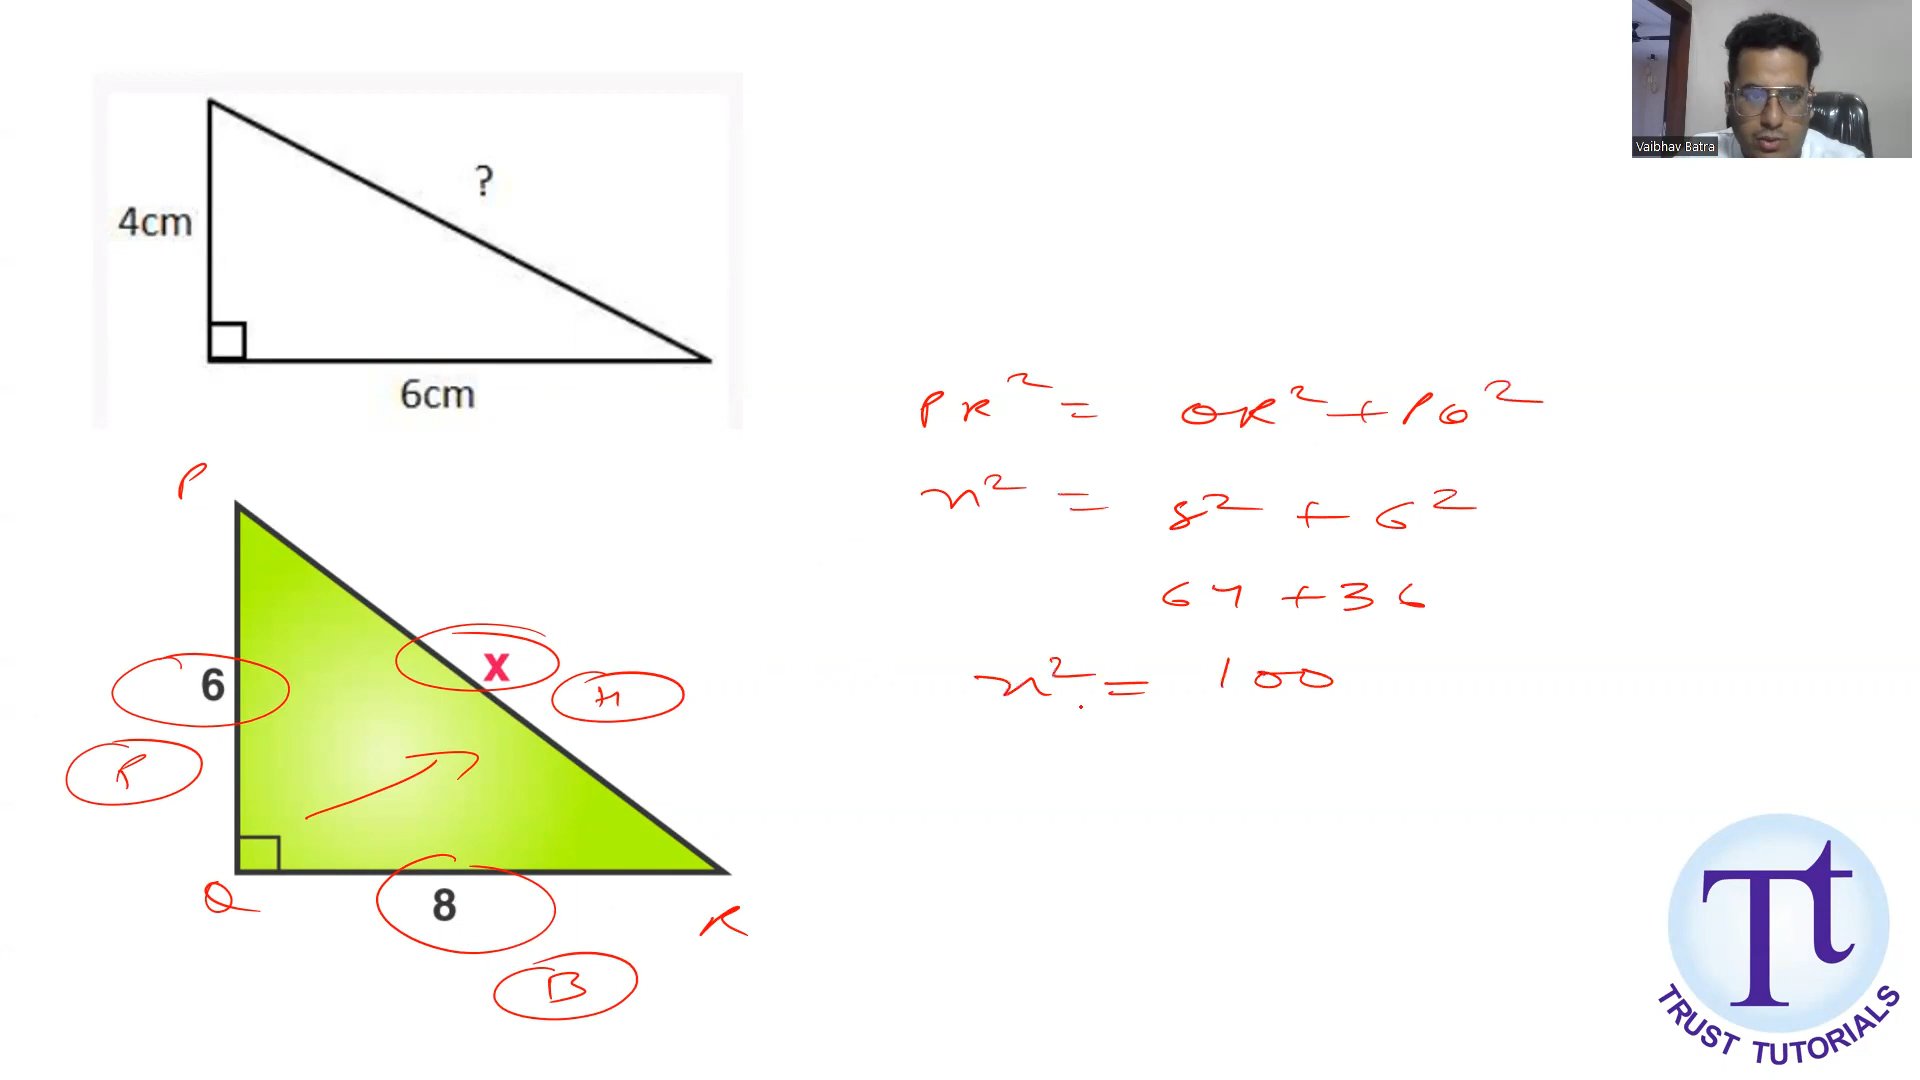 Vaibhav Batra
?
4cm
6cm
PR² = QR² + PQ²
x² = 8² + 6²
64 + 36
x² = 100
P
6
x
H
P
Q
8
R
B
Tt
TRUST TUTORIALS